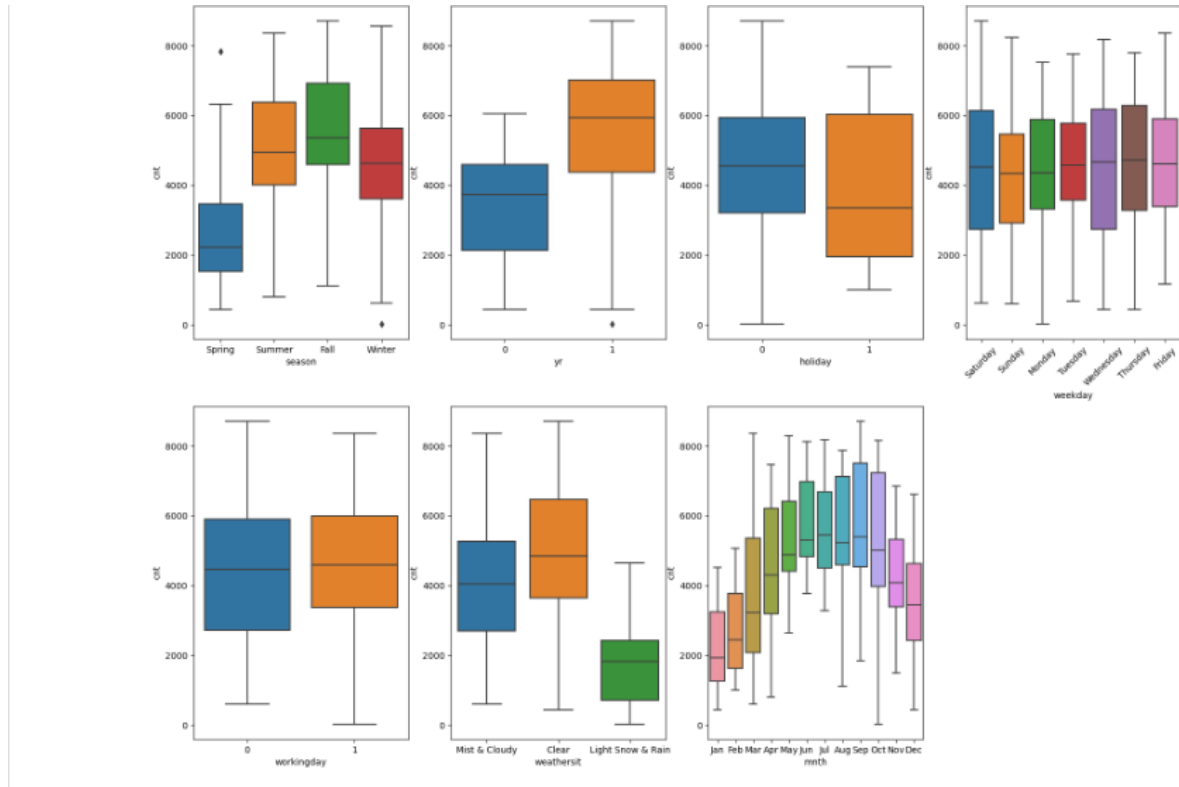 8000
6000
4000
2000
0
cnt
Spring Summer Fall Winter
season
8000
6000
4000
2000
0
cnt
0 1
yr
8000
6000
4000
2000
0
cnt
0 1
holiday
8000
6000
4000
2000
0
cnt
Saturday Sunday Monday Tuesday Wednesday Thursday Friday
weekday
8000
6000
4000
2000
0
cnt
0 1
workingday
8000
6000
4000
2000
0
cnt
Mist & Cloudy Clear Light Snow & Rain
weathersit
8000
6000
4000
2000
0
cnt
Jan Feb Mar Apr May Jun Jul Aug Sep Oct Nov Dec
mnth